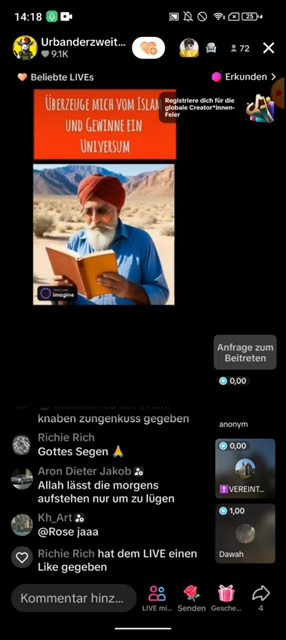 14:18
25
Urbanderzweit...
9.1K
72
Beliebte LIVEs
Erkunden >
ÜBERZEUGE MICH VOM ISLAM
UND GEWINNE EIN
UNIVERSUM
Registriere dich für die
globale Creator*innen-
Feier
imagine
Anfrage zum
Beitreten
0,00
knaben zungenkuss gegeben
anonym
Richie Rich
Gottes Segen 🙏
0,00
VEREINT...
Aron Dieter Jakob
Allah lässt die morgens
aufstehen nur um zu lügen
Kh_Art
@Rose jaaa
1,00
Dawah
Richie Rich hat dem LIVE einen
Like gegeben
Kommentar hinz...
LIVE mi...
Senden
Gesche...
4